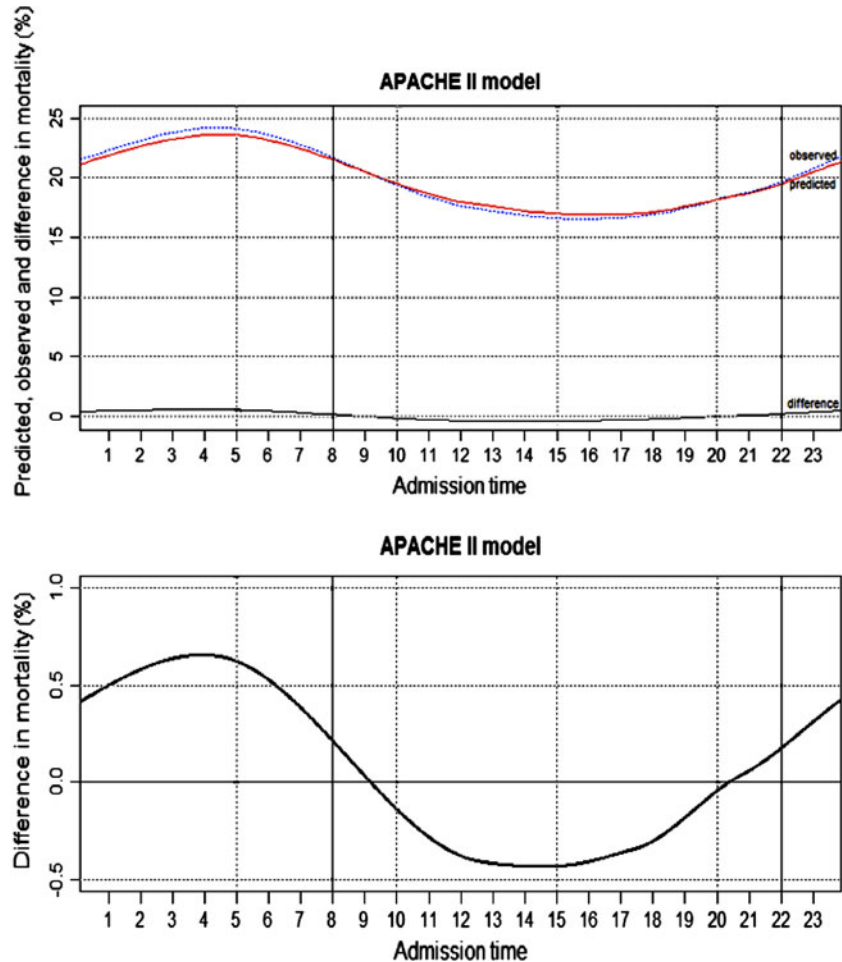 APACHE II model
Predicted, observed and difference in mortality (%)
25
20
15
10
5
0
observed
predicted
difference
1 2 3 4 5 6 7 8 9 10 11 12 13 14 15 16 17 18 19 20 21 22 23
Admission time
APACHE II model
Difference in mortality (%)
1.0
0.5
0.0
-0.5
1 2 3 4 5 6 7 8 9 10 11 12 13 14 15 16 17 18 19 20 21 22 23
Admission time